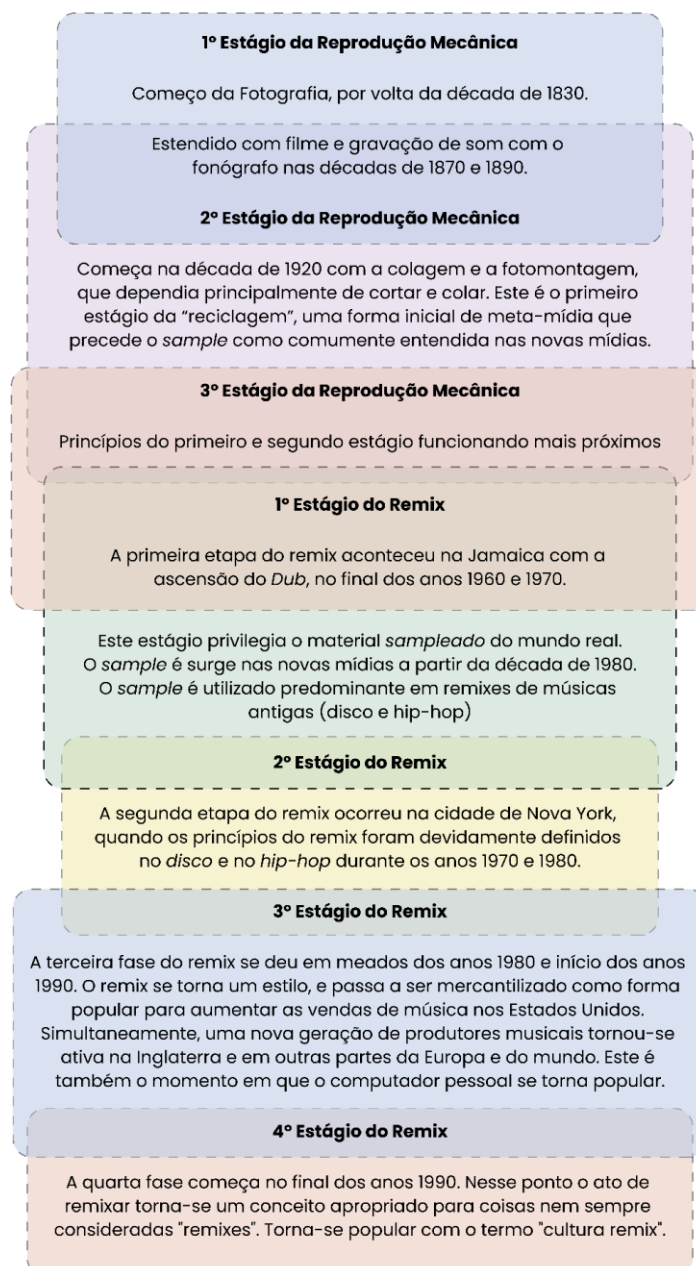 1º Estágio da Reprodução Mecânica
Começo da Fotografia, por volta da década de 1830.
Estendido com filme e gravação de som com o
fonógrafo nas décadas de 1870 e 1890.
2º Estágio da Reprodução Mecânica
Começa na década de 1920 com a colagem e a fotomontagem,
que dependia principalmente de cortar e colar. Este é o primeiro
estágio da “reciclagem”, uma forma inicial de meta-mídia que
precede o sample como comumente entendida nas novas mídias.
3º Estágio da Reprodução Mecânica
Princípios do primeiro e segundo estágio funcionando mais próximos
1º Estágio do Remix
A primeira etapa do remix aconteceu na Jamaica com a
ascensão do Dub, no final dos anos 1960 e 1970.
Este estágio privilegia o material sampleado do mundo real.
O sample é surge nas novas mídias a partir da década de 1980.
O sample é utilizado predominante em remixes de músicas
antigas (disco e hip-hop)
2º Estágio do Remix
A segunda etapa do remix ocorreu na cidade de Nova York,
quando os princípios do remix foram devidamente definidos
no disco e no hip-hop durante os anos 1970 e 1980.
3º Estágio do Remix
A terceira fase do remix se deu em meados dos anos 1980 e início dos anos
1990. O remix se torna um estilo, e passa a ser mercantilizado como forma
popular para aumentar as vendas de música nos Estados Unidos.
Simultaneamente, uma nova geração de produtores musicais tornou-se
ativa na Inglaterra e em outras partes da Europa e do mundo. Este é
também o momento em que o computador pessoal se torna popular.
4º Estágio do Remix
A quarta fase começa no final dos anos 1990. Nesse ponto o ato de
remixar torna-se um conceito apropriado para coisas nem sempre
consideradas "remixes". Torna-se popular com o termo "cultura remix".